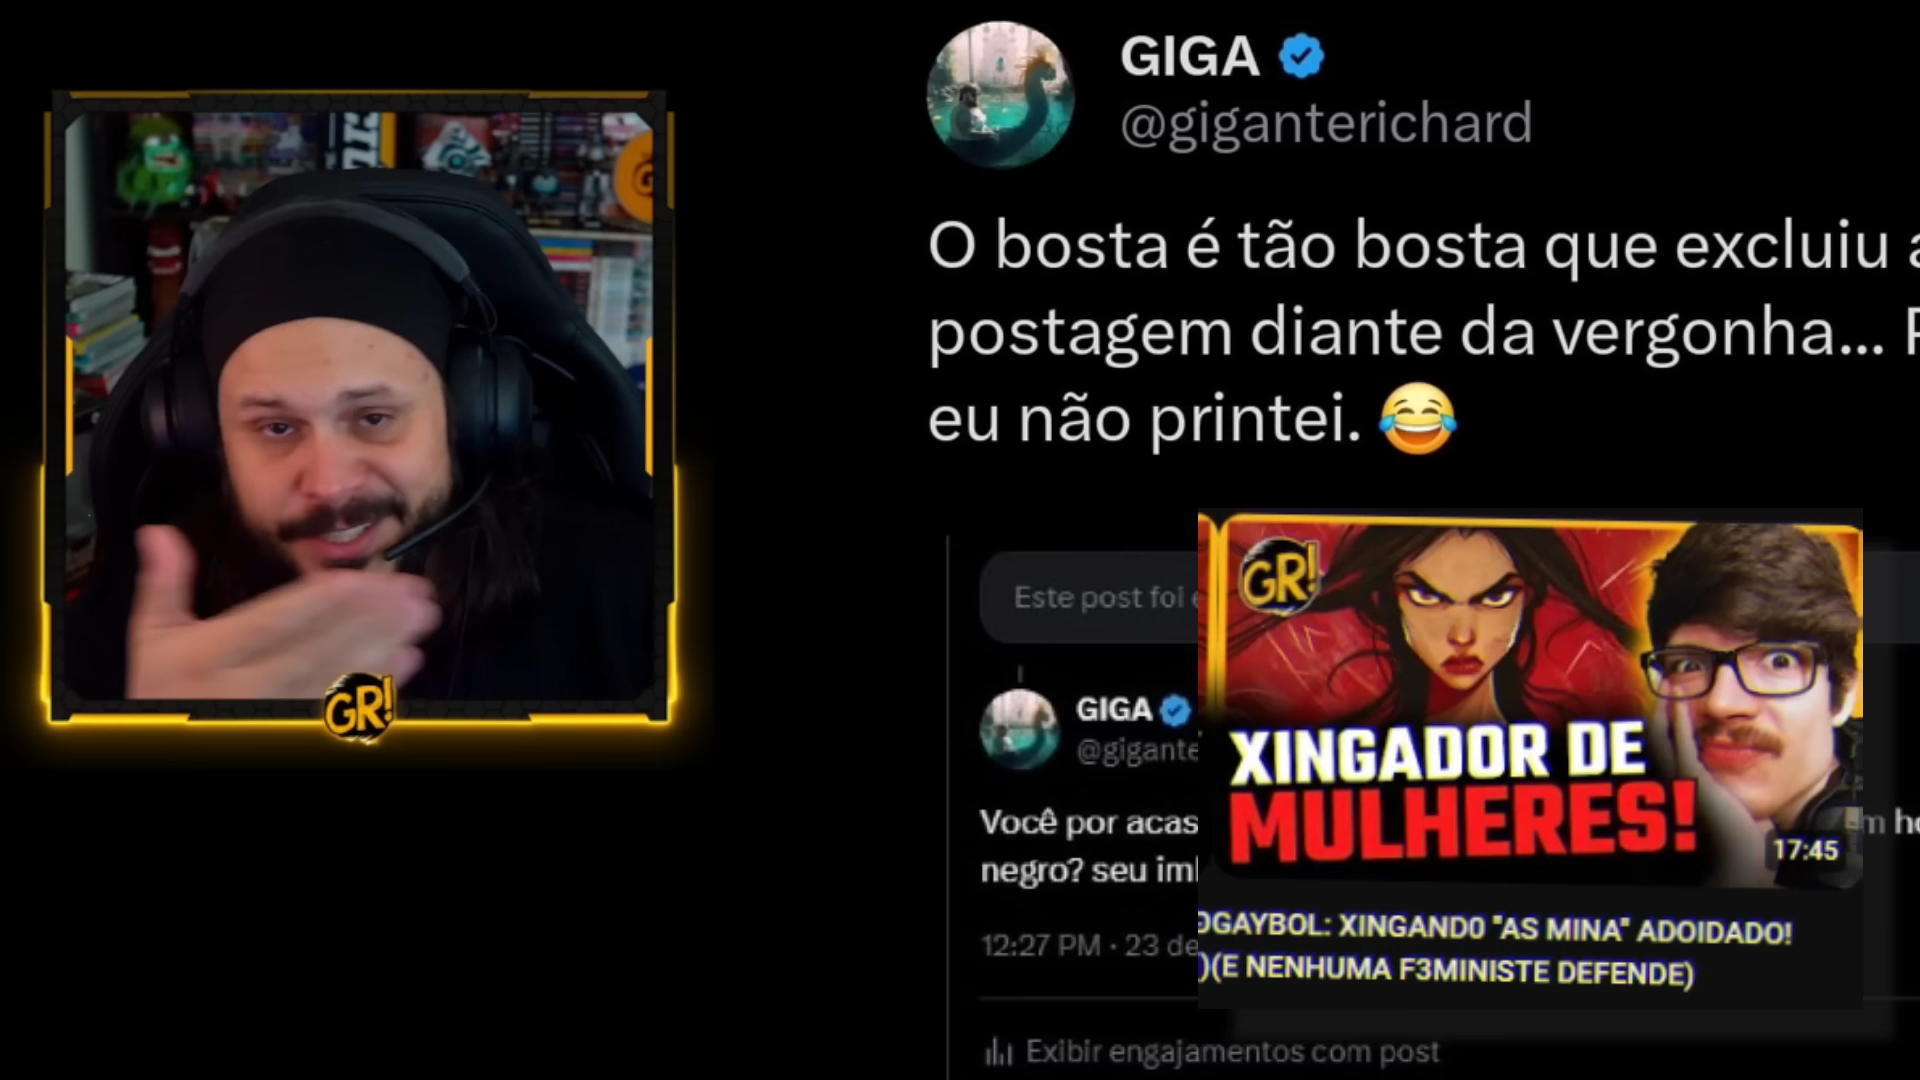 GIGA
@giganterichard
O bosta é tão bosta que excluiu a
postagem diante da vergonha...
eu não printei. 😂
Este post foi
GIGA
@gigante
Você por acas
negro? seu
12:27 PM · 23 de
Exibir engajamentos com post
GR!
XINGADOR DE
MULHERES!
17:45
OGAYBOL: XINGAND0 "AS MINA" ADOIDADO!
)(E NENHUMA F3MINISTE DEFENDE)
GR!